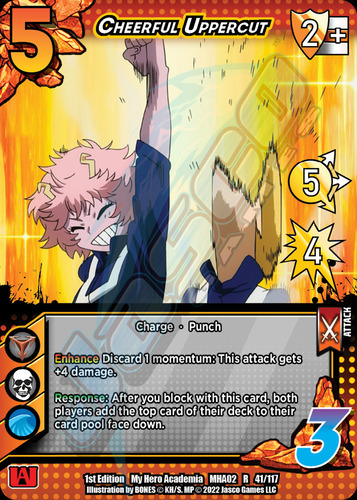 5
CHEERFUL UPPERCUT
2 +
5
4
ATTACK
Charge · Punch
Enhance Discard 1 momentum: This attack gets
+4 damage.
Response: After you block with this card, both
players add the top card of their deck to their
card pool face down.
3
1st Edition My Hero Academia MHA02 R 41/117
Illustration by BONES © KH/S. MP © 2022 Jasco Games LLC